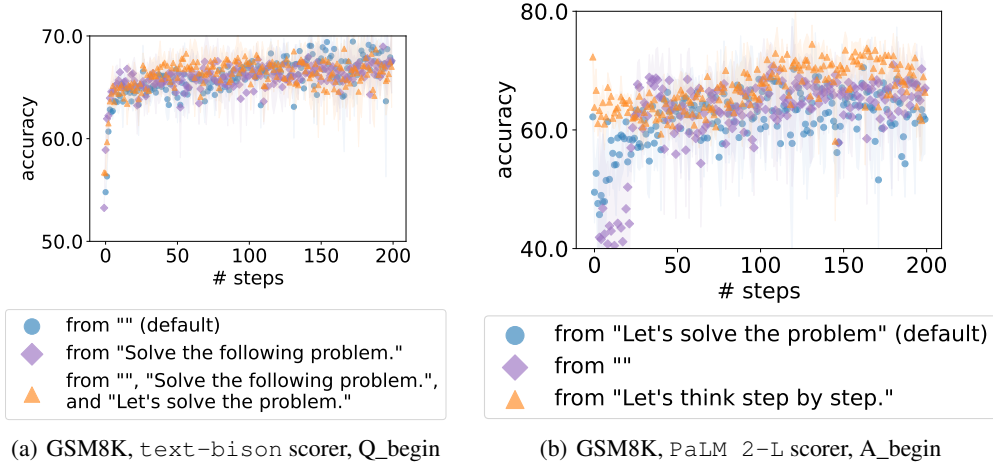 70.0
60.0
50.0
accuracy
0 50 100 150 200
# steps
from "" (default)
from "Solve the following problem."
from "", "Solve the following problem.",
and "Let's solve the problem."
(a) GSM8K, text-bison scorer, Q_begin
80.0
60.0
40.0
accuracy
0 50 100 150 200
# steps
from "Let's solve the problem" (default)
from ""
from "Let's think step by step."
(b) GSM8K, PaLM 2-L scorer, A_begin